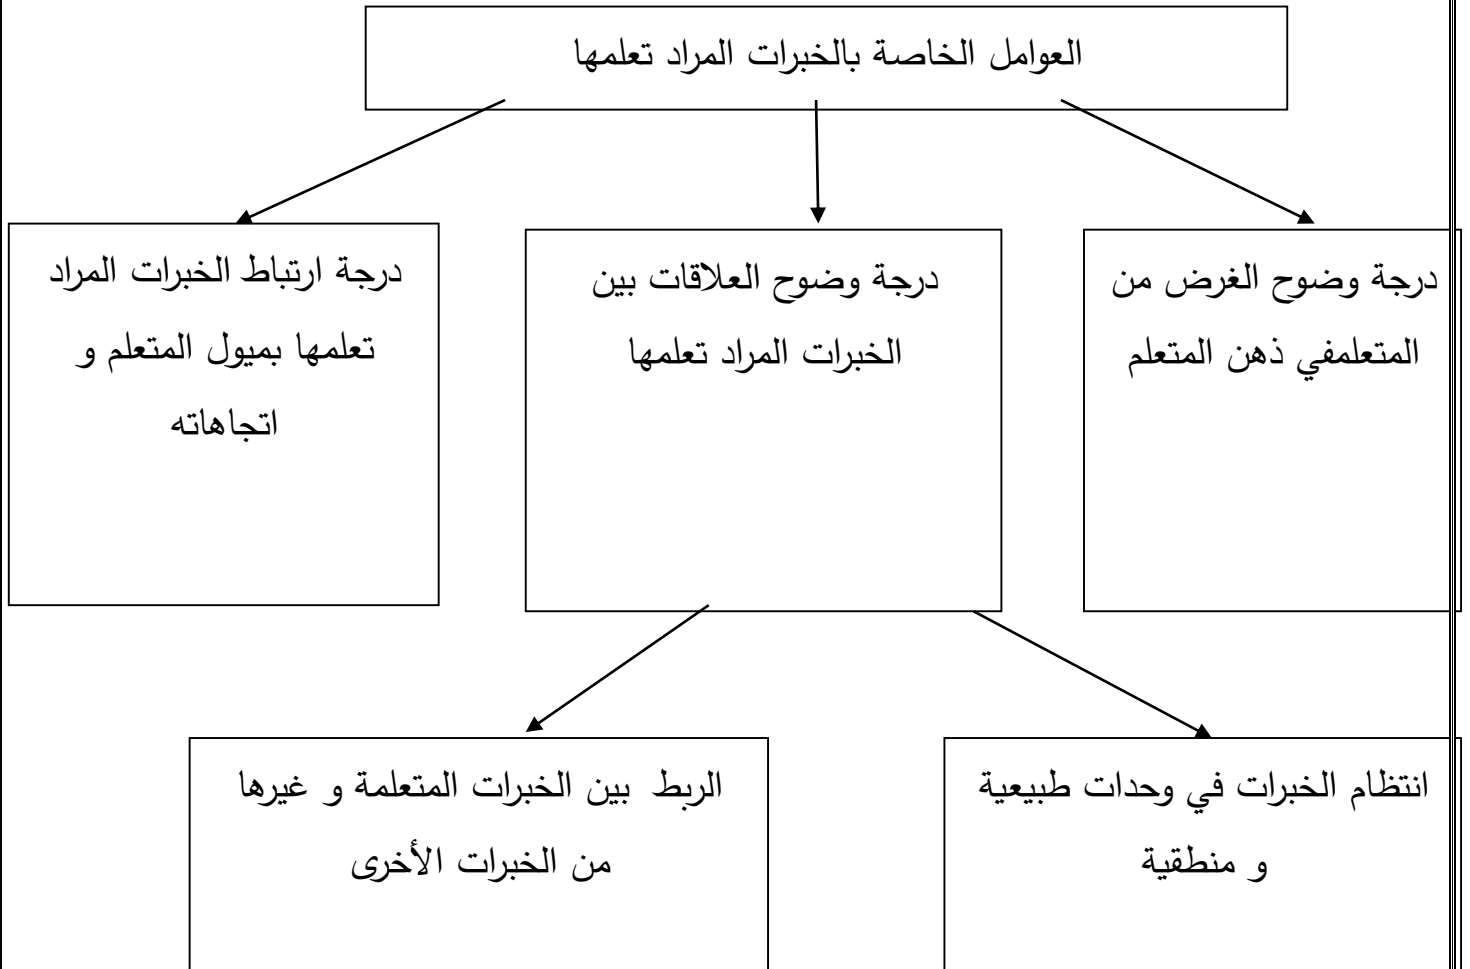 العوامل الخاصة بالخبرات المراد تعلمها
درجة وضوح الغرض من
المتعلمفي ذهن المتعلم
درجة وضوح العلاقات بين
الخبرات المراد تعلمها
درجة ارتباط الخبرات المراد
تعلمها بميول المتعلم و
اتجاهاته
انتظام الخبرات في وحدات طبيعية
و منطقية
الربط بين الخبرات المتعلمة و غيرها
من الخبرات الأخرى